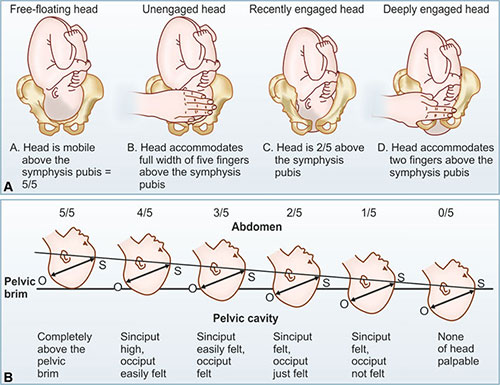 Free-floating head
Unengaged head
Recently engaged head
Deeply engaged head
A. Head is mobile
above the
symphysis pubis =
5/5
B. Head accommodates
full width of five fingers
above the symphysis
pubis
C. Head is 2/5 above
the symphysis
pubis
D. Head accommodates
two fingers above the
symphysis pubis
A
5/5 4/5 3/5 2/5 1/5 0/5
Abdomen
Pelvic
brim
O S
O S
O S
O S
O S
O S
Pelvic cavity
Completely
above the
pelvic
brim
Sinciput
high,
occiput
easily felt
Sinciput
easily felt,
occiput
felt
Sinciput
felt,
occiput
just felt
Sinciput
felt,
occiput
not felt
None
of head
palpable
B